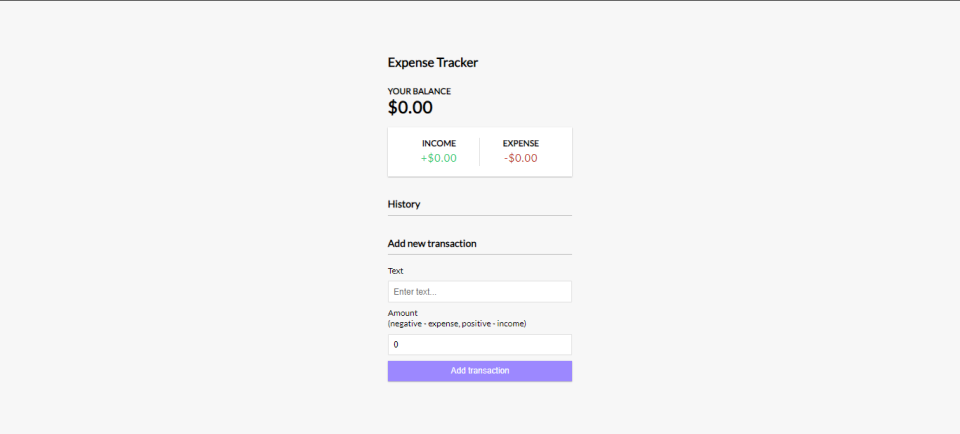 Expense Tracker
YOUR BALANCE
$0.00
INCOME EXPENSE
+$0.00 -$0.00
History
Add new transaction
Text
Enter text...
Amount
(negative - expense, positive - income)
0
Add transaction